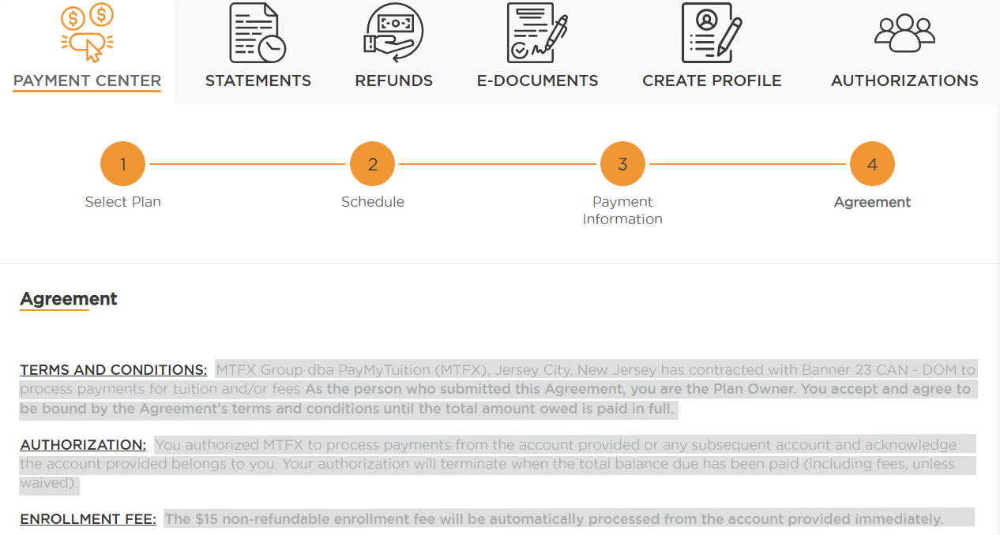 PAYMENT CENTER
STATEMENTS
REFUNDS
E-DOCUMENTS
CREATE PROFILE
AUTHORIZATIONS
1
2
3
4
Select Plan
Schedule
Payment
Information
Agreement
Agreement
TERMS AND CONDITIONS: MTFX Group dba PayMyTuition (MTFX), Jersey City, New Jersey has contracted with Banner 23 CAN - DOM to
process payments for tuition and/or fees As the person who submitted this Agreement, you are the Plan Owner. You accept and agree to
be bound by the Agreement's terms and conditions until the total amount owed is paid in full.
AUTHORIZATION: You authorized MTFX to process payments from the account provided or any subsequent account and acknowledge
the account provided belongs to you. Your authorization will terminate when the total balance due has been paid (including fees, unless
waived).
ENROLLMENT FEE: The $15 non-refundable enrollment fee will be automatically processed from the account provided immediately.